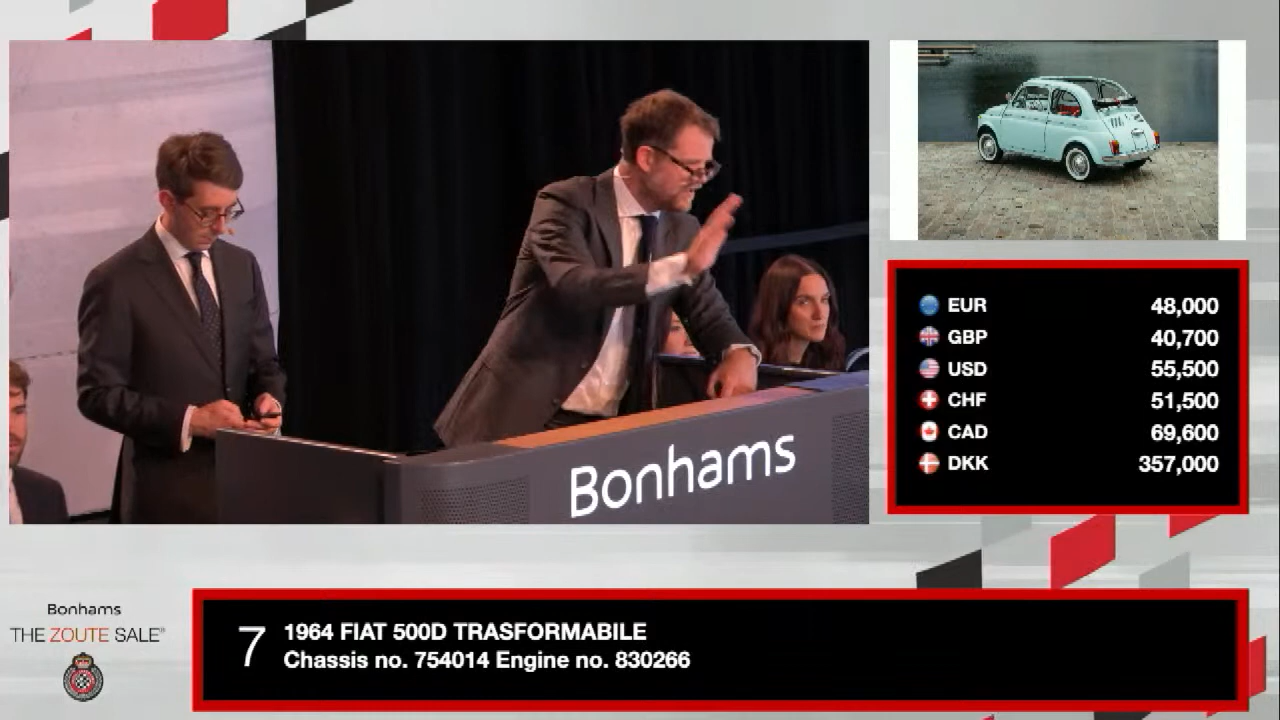 Bonhams
EUR 48,000
GBP 40,700
USD 55,500
CHF 51,500
CAD 69,600
DKK 357,000
Bonhams
THE ZOUTE SALE®
7
1964 FIAT 500D TRASFORMABILE
Chassis no. 754014 Engine no. 830266